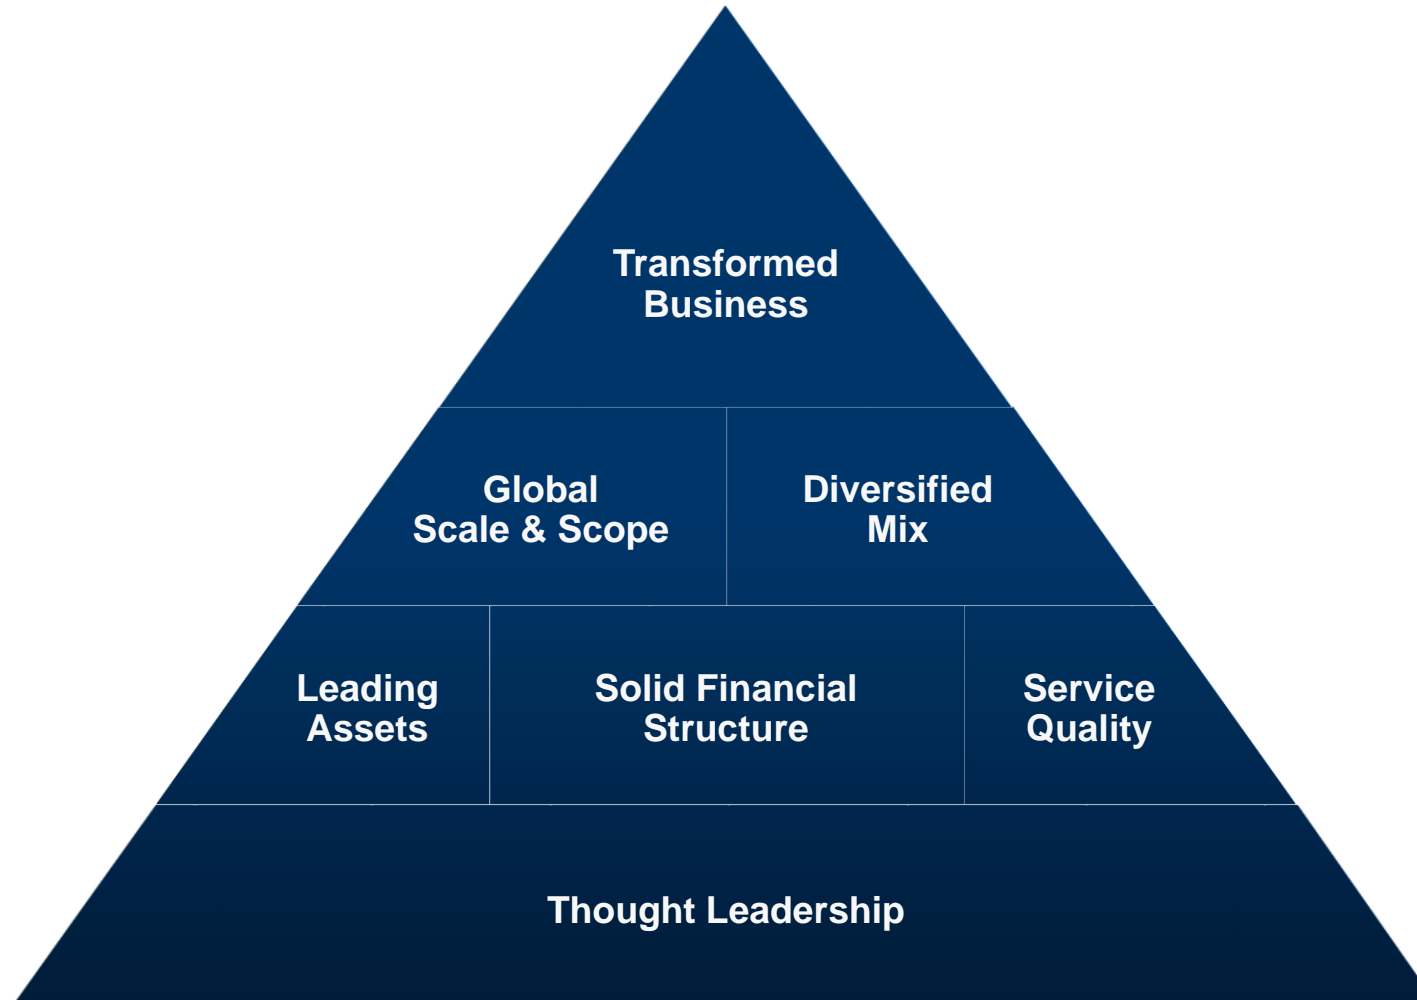 Transformed
Business
Global
Scale & Scope
Diversified
Mix
Leading
Assets
Solid Financial
Structure
Service
Quality
Thought Leadership